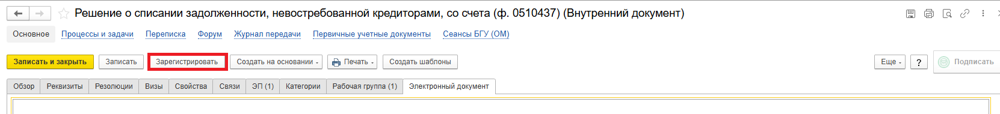 Решение о списании задолженности, невостребованной кредиторами, со счета (ф. 0510437) (Внутренний документ)
Основное Процессы и задачи Переписка Форум Журнал передачи Первичные учетные документы Сеансы БГУ (ОМ)
Записать и закрыть Записать Зарегистрировать Создать на основании Печать Создать шаблоны Еще ? Подписать
Обзор Реквизиты Резолюции Визы Свойства Связи ЭП (1) Категории Рабочая группа (1) Электронный документ